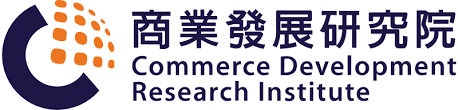 商業發展研究院
Commerce Development
Research Institute